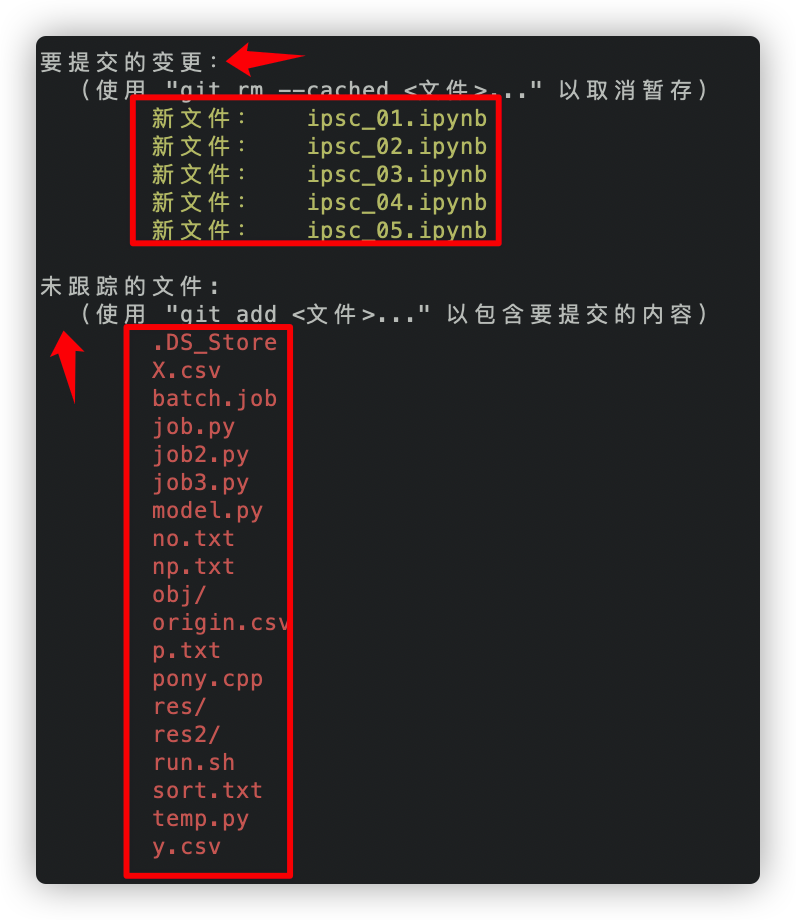 要提交的变更：
（使用 "git rm --cached <文件>..." 以取消暂存）
新文件： ipsc_01.ipynb
新文件： ipsc_02.ipynb
新文件： ipsc_03.ipynb
新文件： ipsc_04.ipynb
新文件： ipsc_05.ipynb
未跟踪的文件:
（使用 "git add <文件>..." 以包含要提交的内容）
.DS_Store
X.csv
batch.job
job.py
job2.py
job3.py
model.py
no.txt
np.txt
obj/
origin.csv
p.txt
pony.cpp
res/
res2/
run.sh
sort.txt
temp.py
y.csv